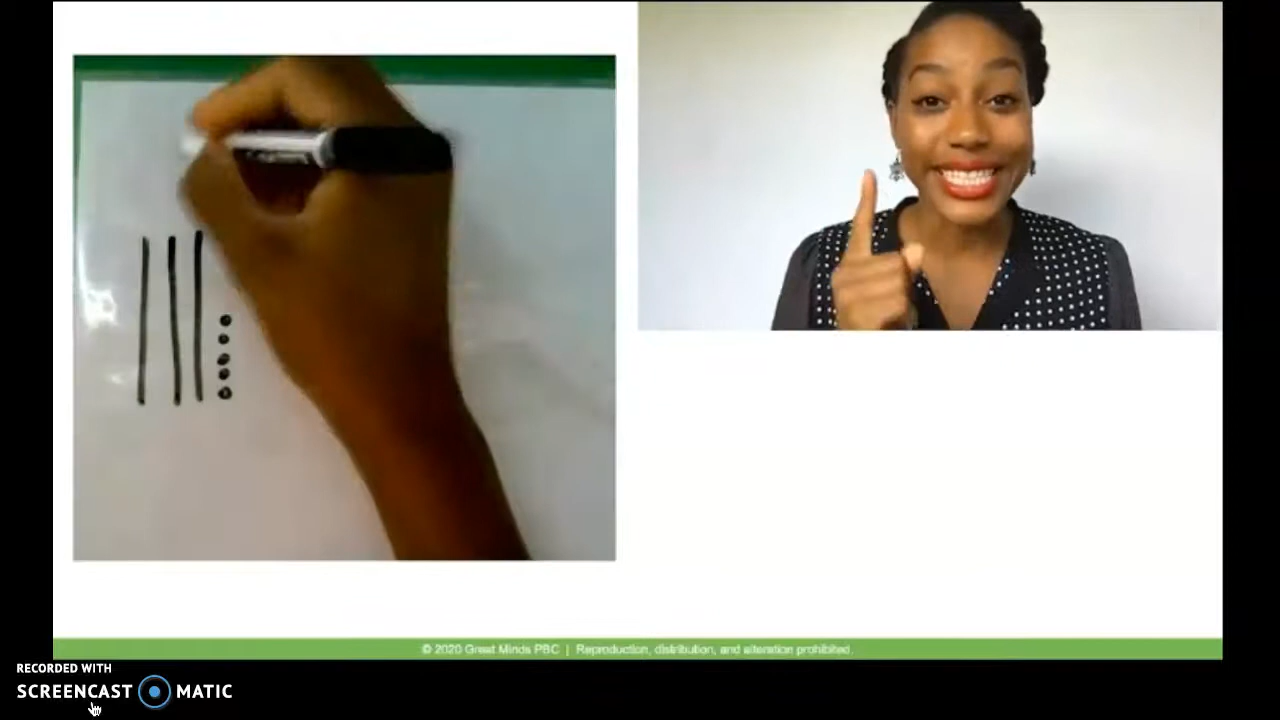 © 2020 Great Minds PBC | Reproduction, distribution, and alteration prohibited.
RECORDED WITH
SCREENCAST MATIC